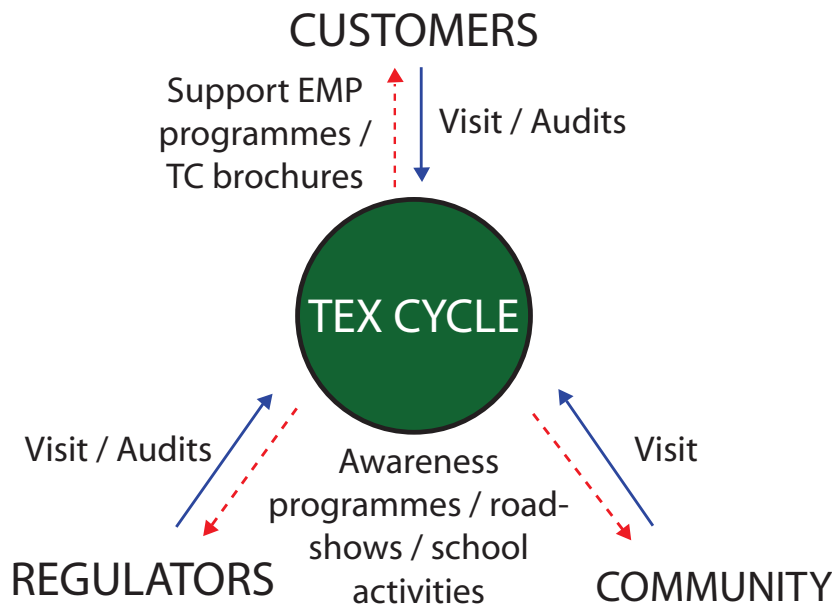 CUSTOMERS
Support EMP
programmes /
TC brochures
Visit / Audits
TEX CYCLE
Visit / Audits
Visit
Awareness
programmes / road-
shows / school
activities
REGULATORS
COMMUNITY